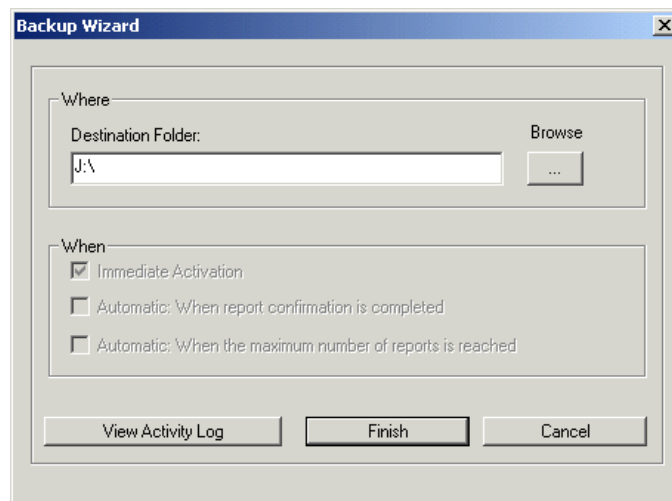 Backup Wizard
Where
Destination Folder:
Browse
J:\
...
When
Immediate Activation
Automatic: When report confirmation is completed
Automatic: When the maximum number of reports is reached
View Activity Log
Finish
Cancel